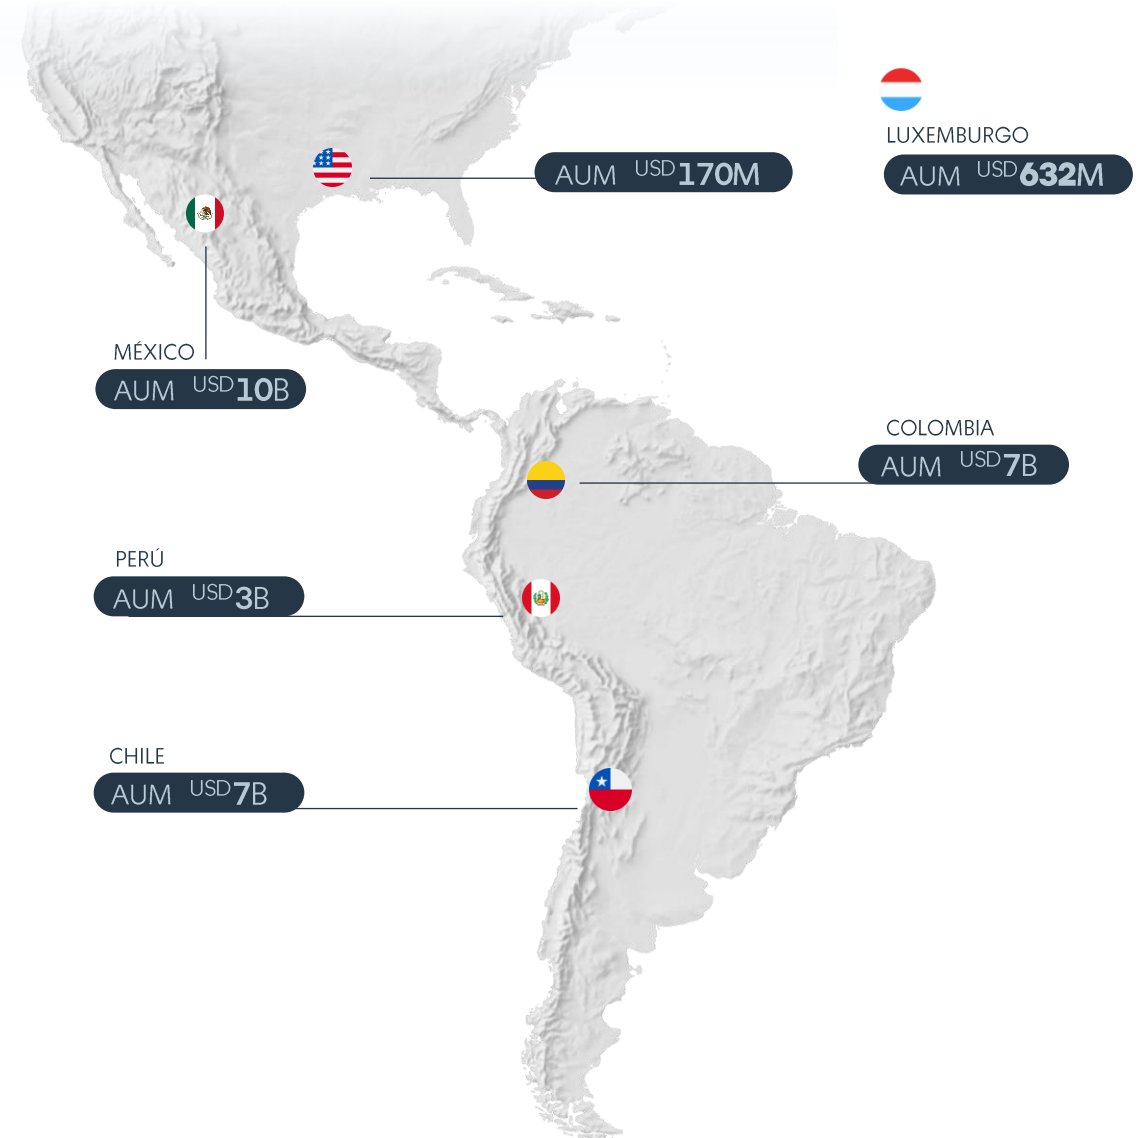 LUXEMBURGO
AUM USD632M
AUM USD170M
MÉXICO
AUM USD10B
COLOMBIA
AUM USD7B
PERÚ
AUM USD3B
CHILE
AUM USD7B